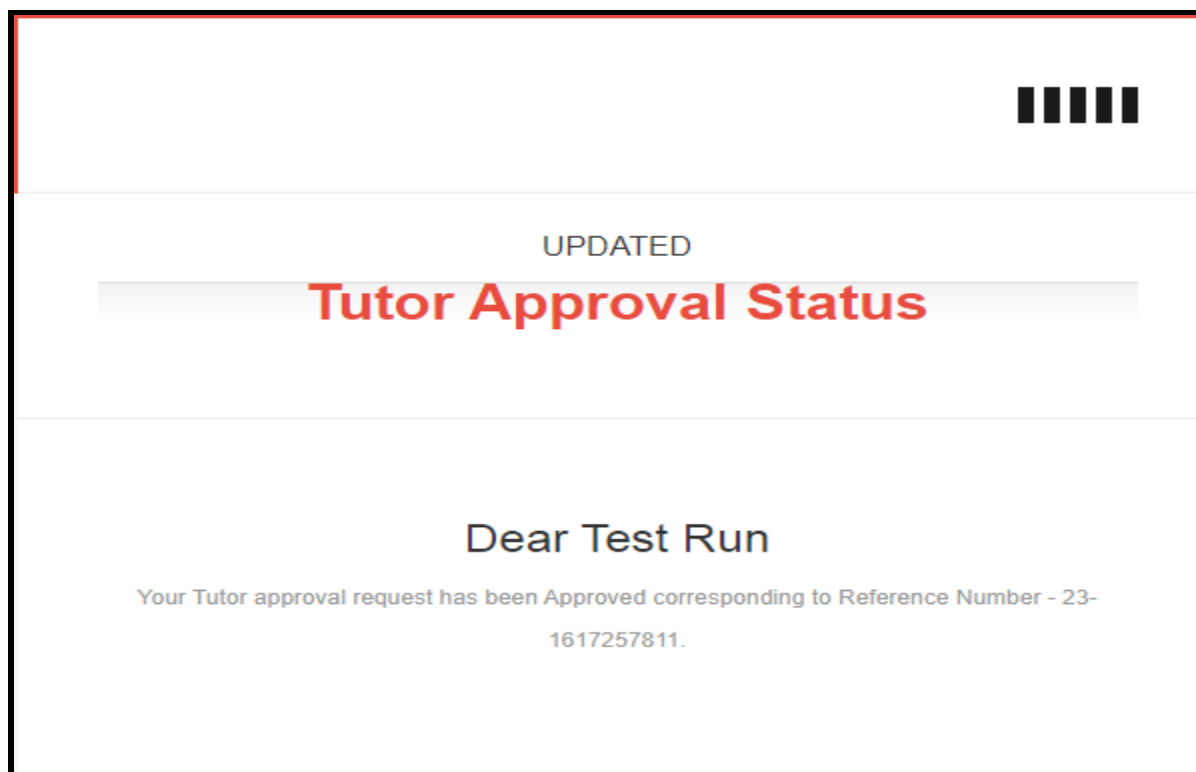 UPDATED
Tutor Approval Status
Dear Test Run
Your Tutor approval request has been Approved corresponding to Reference Number - 23-
1617257811.